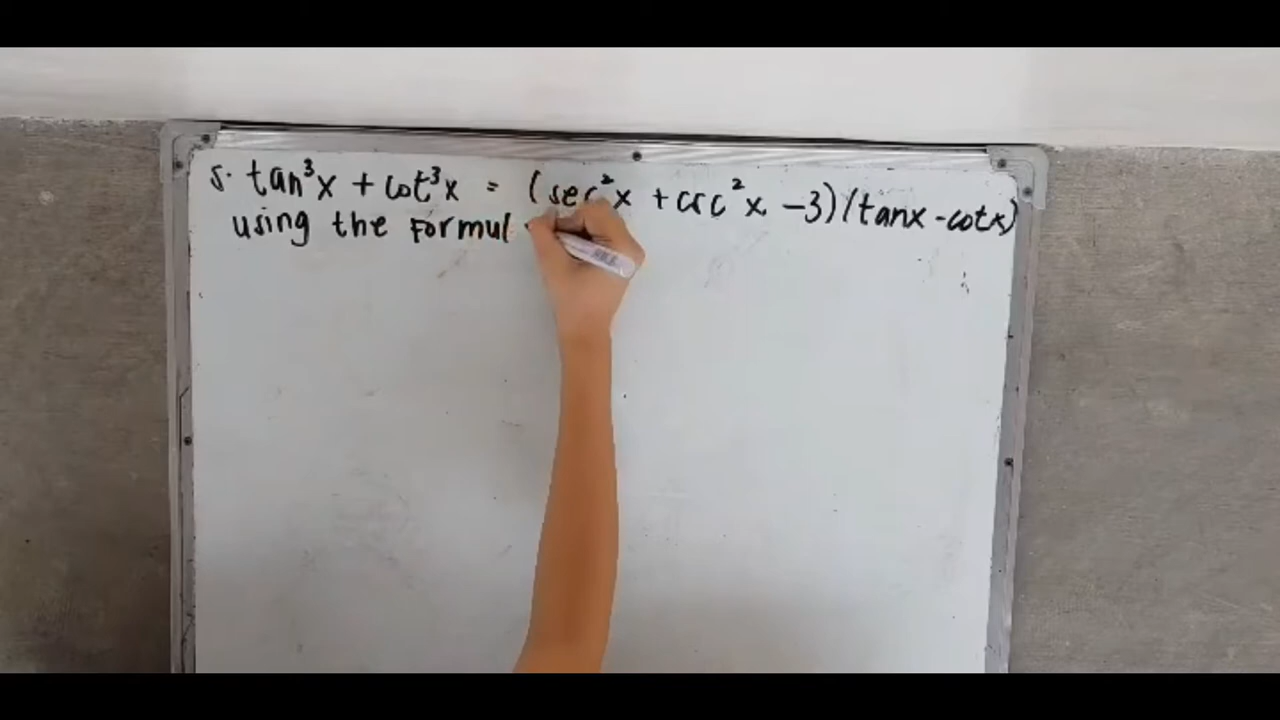 5. tan³x + cot³x = (sec²x + csc²x - 3)/(tanx - cotx)
using the Formul